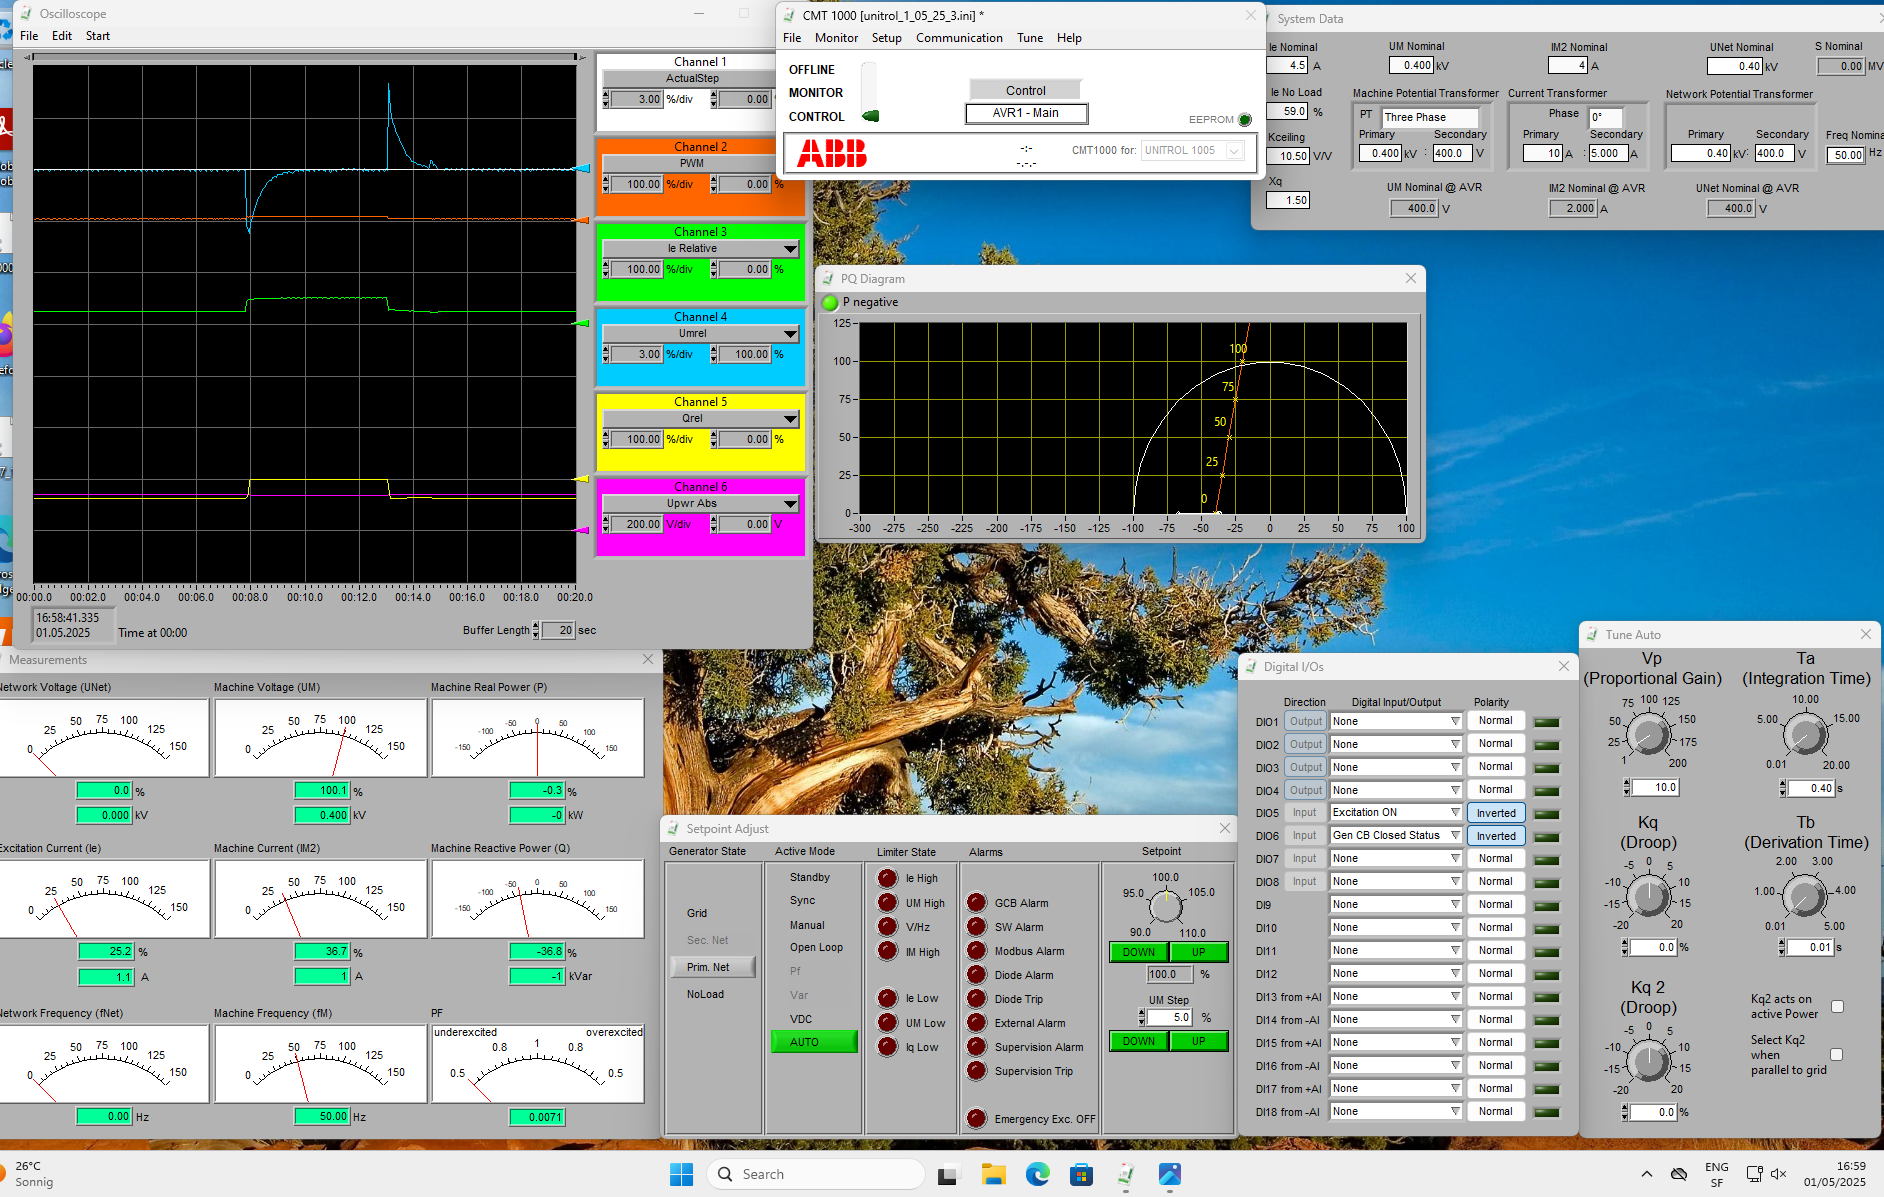 Oscilloscope
File Edit Start
Channel 1
ActualStep
3.00 %/div 0.00
Channel 2
PWM
100.00 %/div 0.00 %
Channel 3
Ie Relative
100.00 %/div 0.00 %
Channel 4
Umrel
3.00 %/div 100.00 %
Channel 5
Qrel
100.00 %/div 0.00 %
Channel 6
Upwr Abs
200.00 V/div 0.00 V
00:00.0 00:02.0 00:04.0 00:06.0 00:08.0 00:10.0 00:12.0 00:14.0 00:16.0 00:18.0 00:20.0
16:58:41.335
01.05.2025
Time at 00:00
Buffer Length 20 sec
CMT 1000 [unitrol_1_05_25_3.ini] *
File Monitor Setup Communication Tune Help
OFFLINE
MONITOR
CONTROL
Control
AVR1 - Main
EEPROM
ABB
-:-
-.-.-
CMT1000 for: UNITROL 1005
System Data
Ie Nominal
4.5 A
UM Nominal
0.400 kV
IM2 Nominal
4 A
UNet Nominal
0.40 kV
S Nominal
0.00 MV
Ie No Load
59.0 %
Machine Potential Transformer
PT Three Phase
Primary Secondary
0.400 kV : 400.0 V
Current Transformer
Phase 0°
Primary Secondary
10 A : 5.000 A
Network Potential Transformer
Primary Secondary
0.40 kV: 400.0 V
Freq Nomina
50.00 Hz
Kceiling
10.50 V/V
Xq
1.50
UM Nominal @ AVR
400.0 V
IM2 Nominal @ AVR
2.000 A
UNet Nominal @ AVR
400.0 V
PQ Diagram
P negative
125
100
75
50
25
0
100
75
50
25
0
-300 -275 -250 -225 -200 -175 -150 -125 -100 -75 -50 -25 0 25 50 75 100
Measurements
Network Voltage (UNet)
0 25 50 75 100 125 150
0.0 %
0.000 kV
Machine Voltage (UM)
0 25 50 75 100 125 150
100.1 %
0.400 kV
Machine Real Power (P)
-150 -100 -50 0 50 100 150
-0.3 %
-0 kW
Excitation Current (Ie)
0 25 50 75 100 125 150
25.2 %
1.1 A
Machine Current (IM2)
0 25 50 75 100 125 150
36.7 %
1 A
Machine Reactive Power (Q)
-150 -100 -50 0 50 100 150
-36.8 %
-1 kVar
Network Frequency (fNet)
0 25 50 75 100 125 150
0.00 Hz
Machine Frequency (fM)
0 25 50 75 100 125 150
50.00 Hz
PF
underexcited overexcited
0.5 0.8 1 0.8 0.5
0.0071
Setpoint Adjust
Generator State
Grid
Sec. Net
Prim. Net
NoLoad
Active Mode
Standby
Sync
Manual
Open Loop
Pf
Var
VDC
AUTO
Limiter State
Ie High
UM High
V/Hz
IM High
Ie Low
UM Low
Iq Low
Alarms
GCB Alarm
SW Alarm
Modbus Alarm
Diode Alarm
Diode Trip
External Alarm
Supervision Alarm
Supervision Trip
Emergency Exc. OFF
Setpoint
100.0
95.0 105.0
90.0 110.0
DOWN UP
100.0 %
UM Step
5.0 %
DOWN UP
Digital I/Os
Direction Digital Input/Output Polarity
DIO1 Output None Normal
DIO2 Output None Normal
DIO3 Output None Normal
DIO4 Output None Normal
DIO5 Input Excitation ON Inverted
DIO6 Input Gen CB Closed Status Inverted
DIO7 Input None Normal
DIO8 Input None Normal
DI9 None Normal
DI10 None Normal
DI11 None Normal
DI12 None Normal
DI13 from +AI None Normal
DI14 from -AI None Normal
DI15 from +AI None Normal
DI16 from -AI None Normal
DI17 from +AI None Normal
DI18 from -AI None Normal
Tune Auto
Vp
(Proportional Gain)
75 100 125
50 150
25 175
1 200
10.0
Ta
(Integration Time)
10.00
5.00 15.00
0.01 20.00
0.40 s
Kq
(Droop)
-5 0 5
-10 10
-15 15
-20 20
0.0 %
Tb
(Derivation Time)
2.00 3.00
1.00 4.00
0.01 5.00
0.01 s
Kq 2
(Droop)
-5 0 5
-10 10
-15 15
-20 20
0.0 %
Kq2 acts on
active Power
Select Kq2
when
parallel to grid
26°C
Sonnig
Search
ENG
SF
16:59
01/05/2025